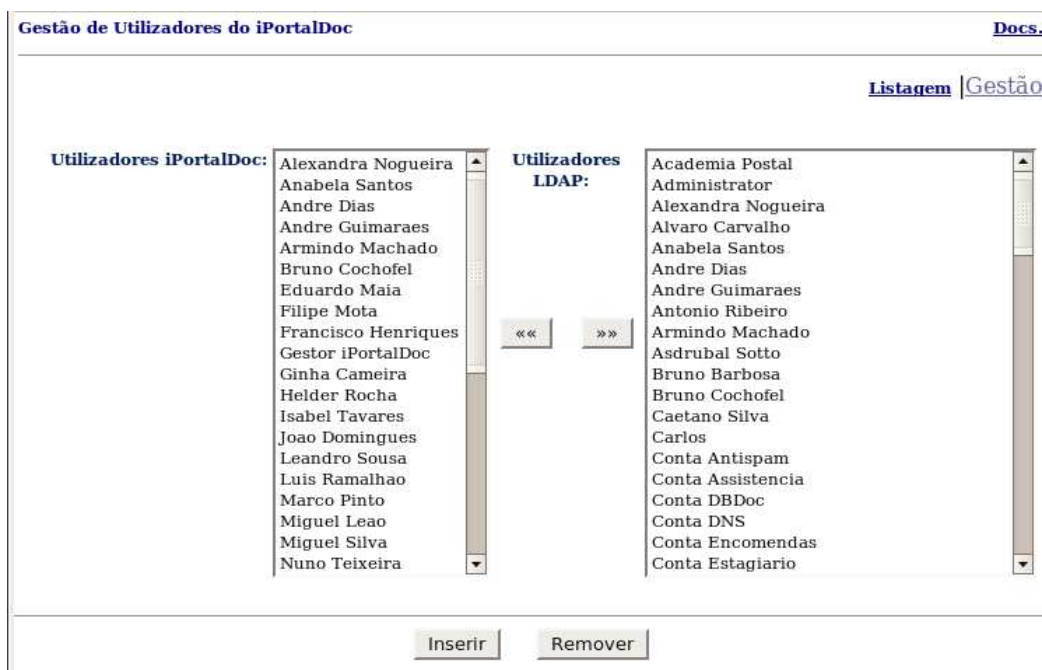 Gestão de Utilizadores do iPortalDoc
Docs.
Listagem |Gestão
Utilizadores iPortalDoc:
Alexandra Nogueira
Anabela Santos
Andre Dias
Andre Guimaraes
Armindo Machado
Bruno Cochofel
Eduardo Maia
Filipe Mota
Francisco Henriques
Gestor iPortalDoc
Ginha Cameira
Helder Rocha
Isabel Tavares
Joao Domingues
Leandro Sousa
Luis Ramalhao
Marco Pinto
Miguel Leao
Miguel Silva
Nuno Teixeira
«« »»
Utilizadores
LDAP:
Academia Postal
Administrator
Alexandra Nogueira
Alvaro Carvalho
Anabela Santos
Andre Dias
Andre Guimaraes
Antonio Ribeiro
Armindo Machado
Asdrubal Sotto
Bruno Barbosa
Bruno Cochofel
Caetano Silva
Carlos
Conta Antispam
Conta Assistencia
Conta DBDoc
Conta DNS
Conta Encomendas
Conta Estagiario
Inserir Remover